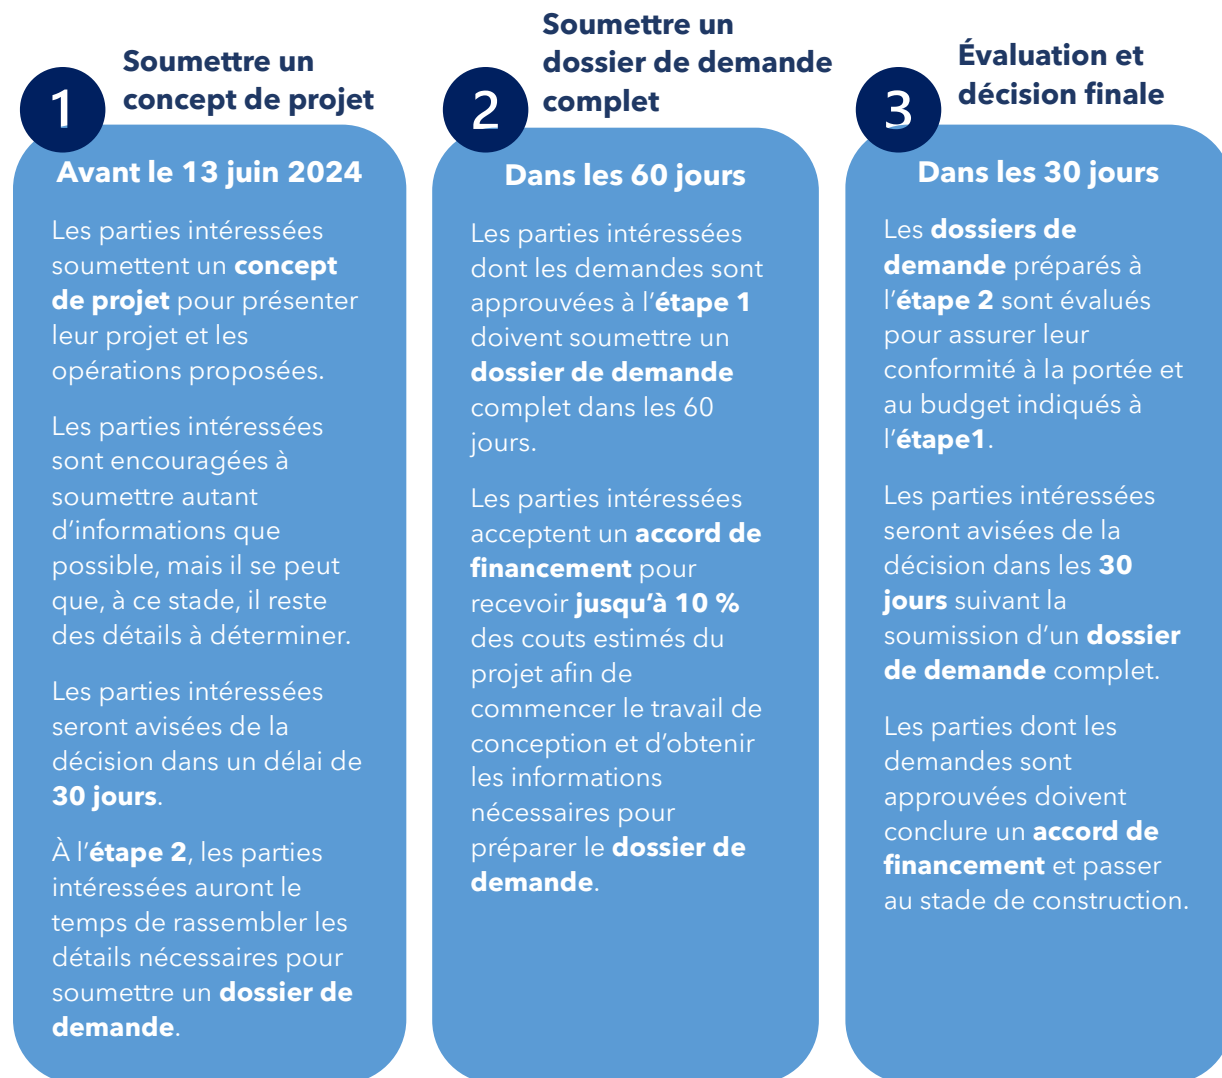 1
Soumettre un
concept de projet
Avant le 13 juin 2024
Les parties intéressées
soumettent un concept
de projet pour présenter
leur projet et les
opérations proposées.
Les parties intéressées
sont encouragées à
soumettre autant
d'informations que
possible, mais il se peut
que, à ce stade, il reste
des détails à déterminer.
Les parties intéressées
seront avisées de la
décision dans un délai de
30 jours.
À l'étape 2, les parties
intéressées auront le
temps de rassembler les
détails nécessaires pour
soumettre un dossier de
demande.
2
Soumettre un
dossier de demande
complet
Dans les 60 jours
Les parties intéressées
dont les demandes sont
approuvées à l'étape 1
doivent soumettre un
dossier de demande
complet dans les 60
jours.
Les parties intéressées
acceptent un accord de
financement pour
recevoir jusqu'à 10 %
des couts estimés du
projet afin de
commencer le travail de
conception et d'obtenir
les informations
nécessaires pour
préparer le dossier de
demande.
3
Évaluation et
décision finale
Dans les 30 jours
Les dossiers de
demande préparés à
l'étape 2 sont évalués
pour assurer leur
conformité à la portée et
au budget indiqués à
l'étape1.
Les parties intéressées
seront avisées de la
décision dans les 30
jours suivant la
soumission d'un dossier
de demande complet.
Les parties dont les
demandes sont
approuvées doivent
conclure un accord de
financement et passer
au stade de construction.